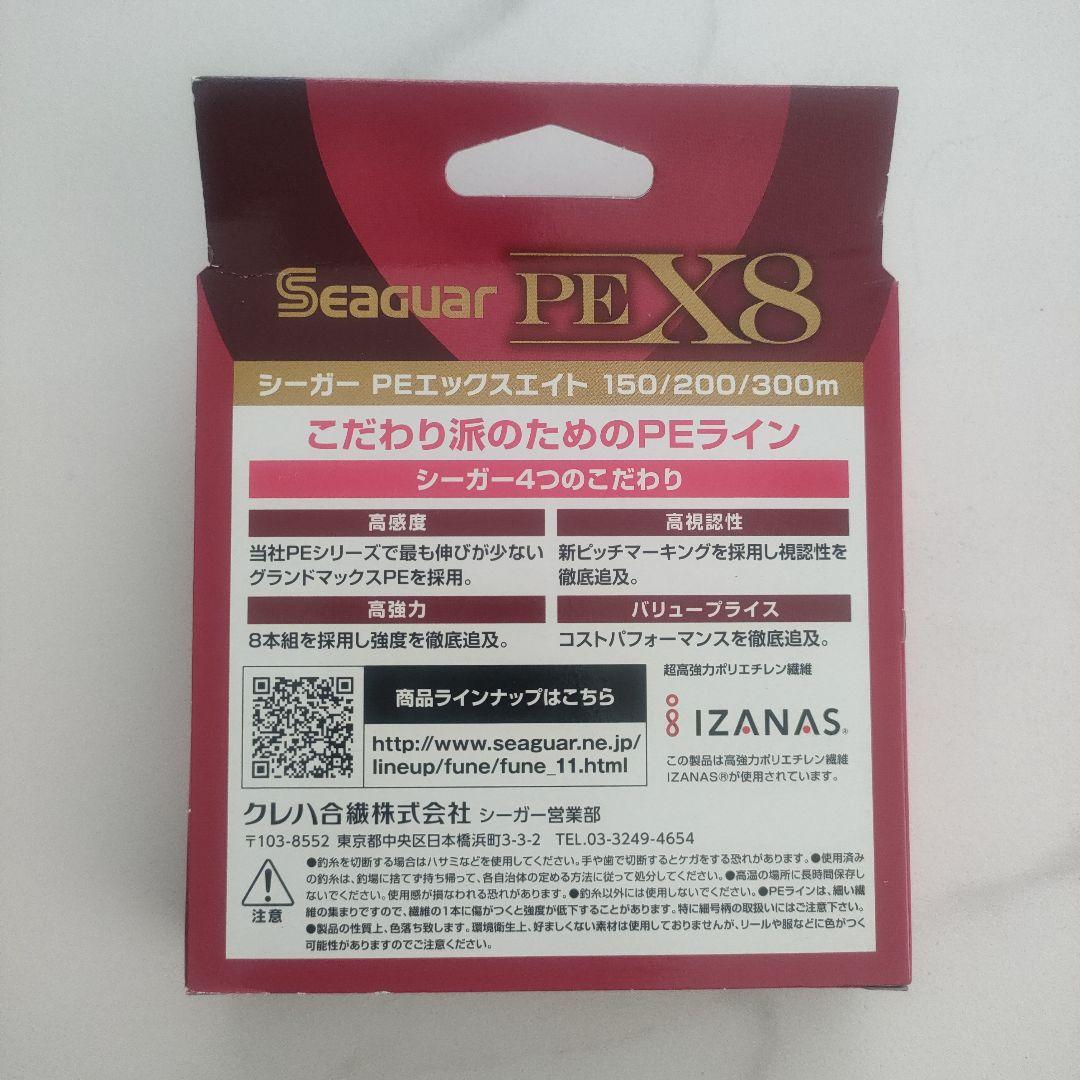 Seaguar PE X8
シーガー PEエックスエイト 150/200/300m
こだわり派のためのPEライン
シーガー4つのこだわり
高感度
当社PEシリーズで最も伸びが少ない
グランドマックスPEを採用。
高視認性
新ピッチマーキングを採用し視認性を
徹底追及。
高強力
8本組を採用し強度を徹底追及。
バリュープライス
コストパフォーマンスを徹底追及。
商品ラインナップはこちら
http://www.seaguar.ne.jp/
lineup/fune/fune_11.html
超高強力ポリエチレン繊維
IZANAS®
この製品は高強力ポリエチレン繊維
IZANAS®が使用されています。
クレハ合繊株式会社 シーガー営業部
〒103-8552 東京都中央区日本橋浜町3-3-2 TEL.03-3249-4654
注意
●釣糸を切断する場合はハサミなどを使用してください。手や歯で切断するとケガをする恐れがあります。●使用済み
の釣糸は、釣場に捨てず持ち帰って、各自治体の定める方法に従って処分してください。●高温の場所に長時間保存し
ないでください。使用感が損なわれる恐れがあります。●釣糸以外には使用しないでください。●PEラインは、細い繊
維の集まりですので、繊維の1本に傷がつくと強度が低下することがあります。特に細号柄の取扱いにはご注意下さい。
●製品の性質上、色落ち致します。環境衛生上、好ましくない素材は使用しておりませんが、リールや服などに色がつく
可能性がありますのでご注意ください。